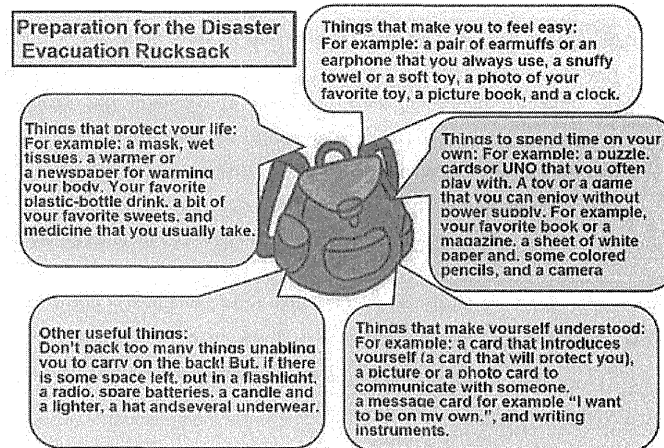 Preparation for the Disaster
Evacuation Rucksack
Things that make you to feel easy:
For example: a pair of earmuffs or an
earphone that you always use, a snuffy
towel or a soft toy, a photo of your
favorite toy, a picture book, and a clock.
Things that protect your life:
For example: a mask, wet
tissues, a warmer or
a newspaper for warming
your body. Your favorite
plastic-bottle drink, a bit of
your favorite sweets, and
medicine that you usually take.
Things to spend time on your
own: For example: a puzzle,
cardsor UNO that you often
play with. A toy or a game
that you can enjoy without
power supply. For example,
your favorite book or a
magazine, a sheet of white
paper and, some colored
pencils, and a camera
Other useful things:
Don't pack too many things unabling
you to carry on the back! But, if there
is some space left, put in a flashlight,
a radio, spare batteries, a candle and
a lighter, a hat andseveral underwear.
Things that make yourself understood:
For example: a card that introduces
yourself (a card that will protect you),
a picture or a photo card to
communicate with someone,
a message card for example "I want
to be on my own.", and writing
instruments.